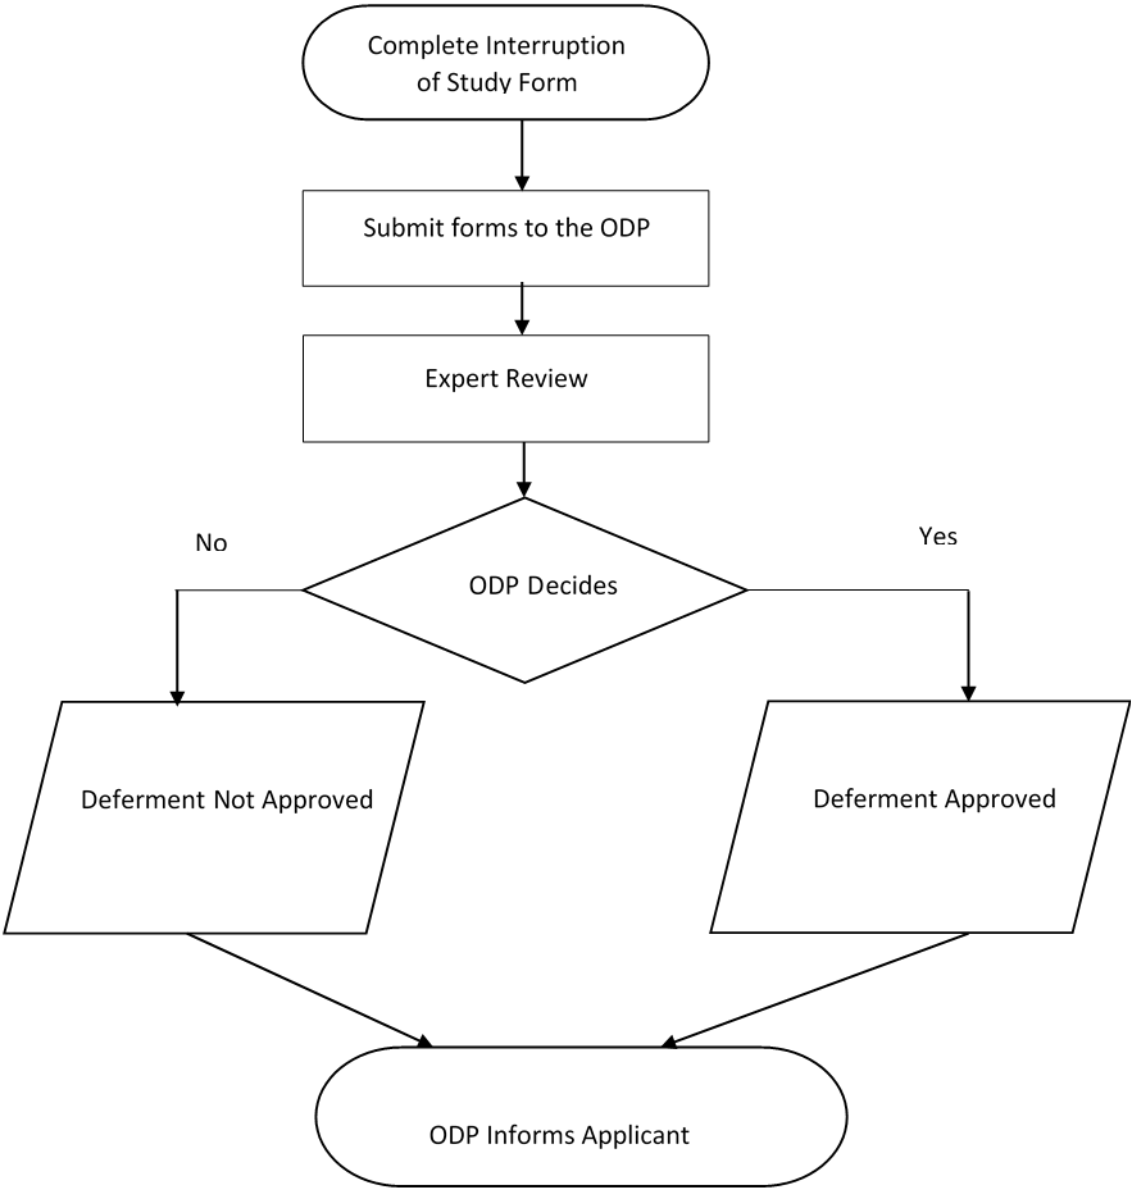 Complete Interruption
of Study Form
Submit forms to the ODP
Expert Review
No
Yes
ODP Decides
Deferment Not Approved
Deferment Approved
ODP Informs Applicant